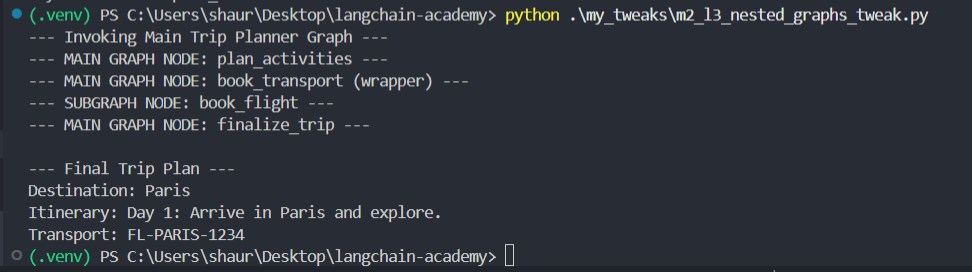 (.venv) PS C:\Users\shaur\Desktop\langchain-academy> python .\my_tweaks\m2_l3_nested_graphs_tweak.py
--- Invoking Main Trip Planner Graph ---
--- MAIN GRAPH NODE: plan_activities ---
--- MAIN GRAPH NODE: book_transport (wrapper) ---
--- SUBGRAPH NODE: book_flight ---
--- MAIN GRAPH NODE: finalize_trip ---

--- Final Trip Plan ---
Destination: Paris
Itinerary: Day 1: Arrive in Paris and explore.
Transport: FL-PARIS-1234
(.venv) PS C:\Users\shaur\Desktop\langchain-academy>